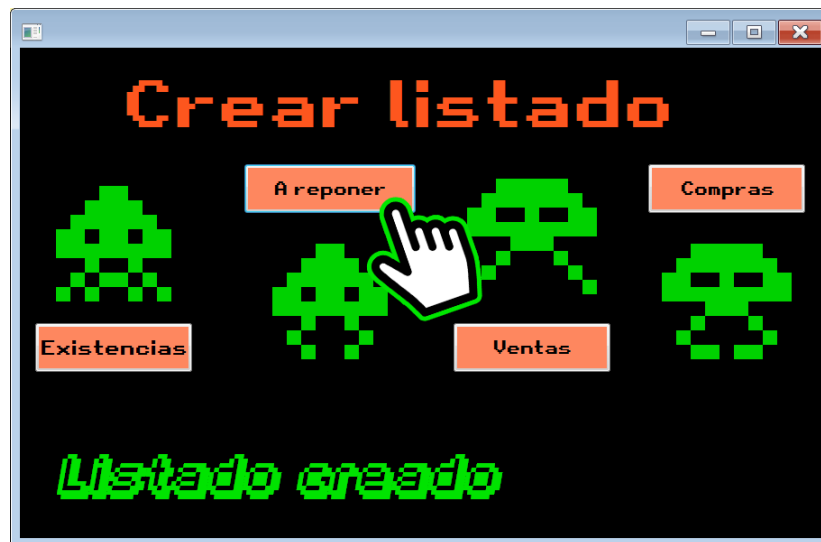 Crear listado
A reponer
Compras
Existencias
Ventas
Listado creado